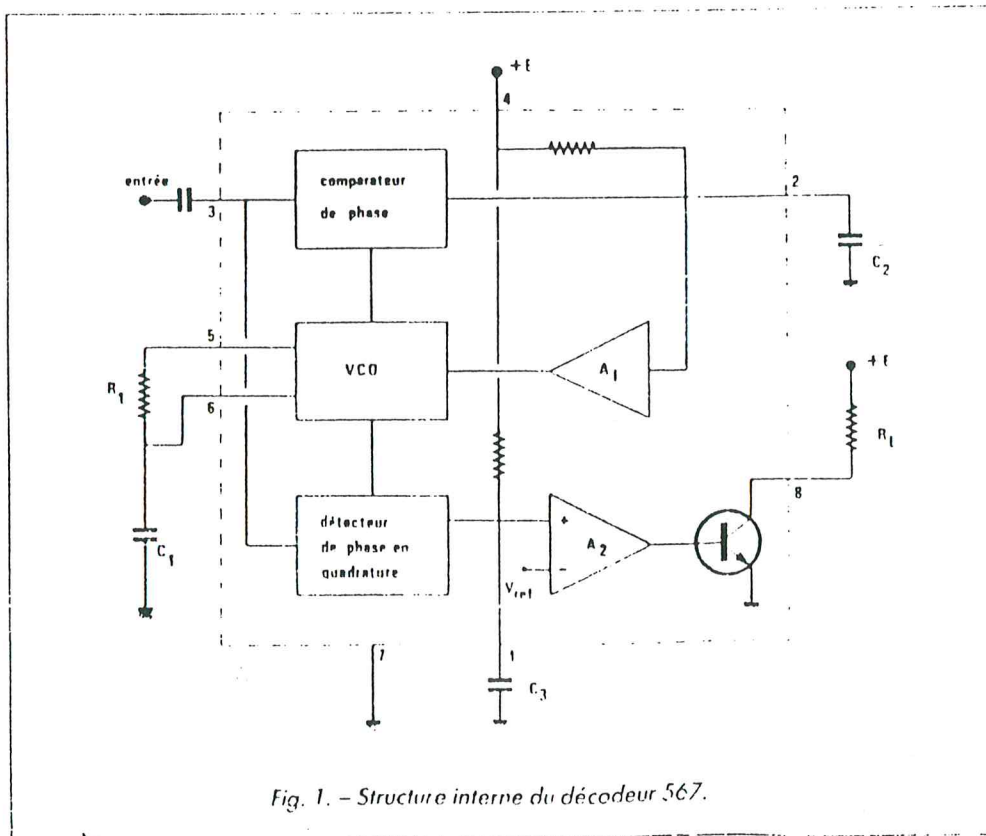 +E
4
entrée
3
comparateur
de phase
2
C2
5
R1
6
VCO
A1
+E
RL
8
C1
détecteur
de phase en
quadrature
+
A2
−
Vref
7
1
C3
Fig. 1. – Structure interne du décodeur 567.